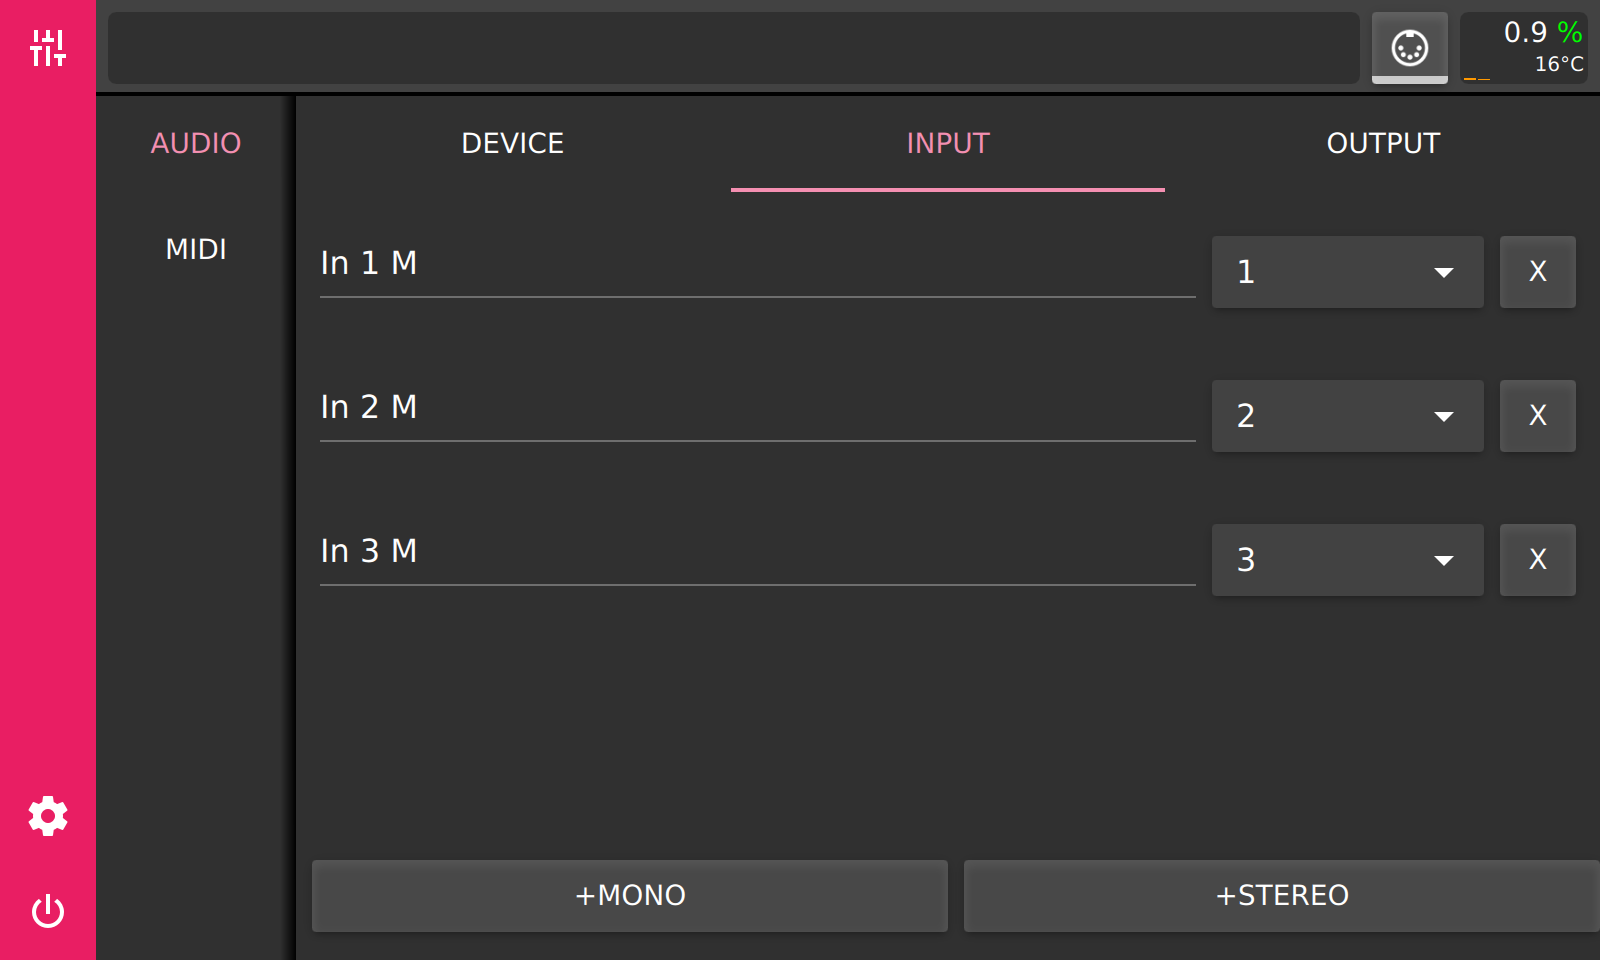 0.9 %
16°C
AUDIO
MIDI
DEVICE
INPUT
OUTPUT
In 1 M
1
X
In 2 M
2
X
In 3 M
3
X
+MONO
+STEREO